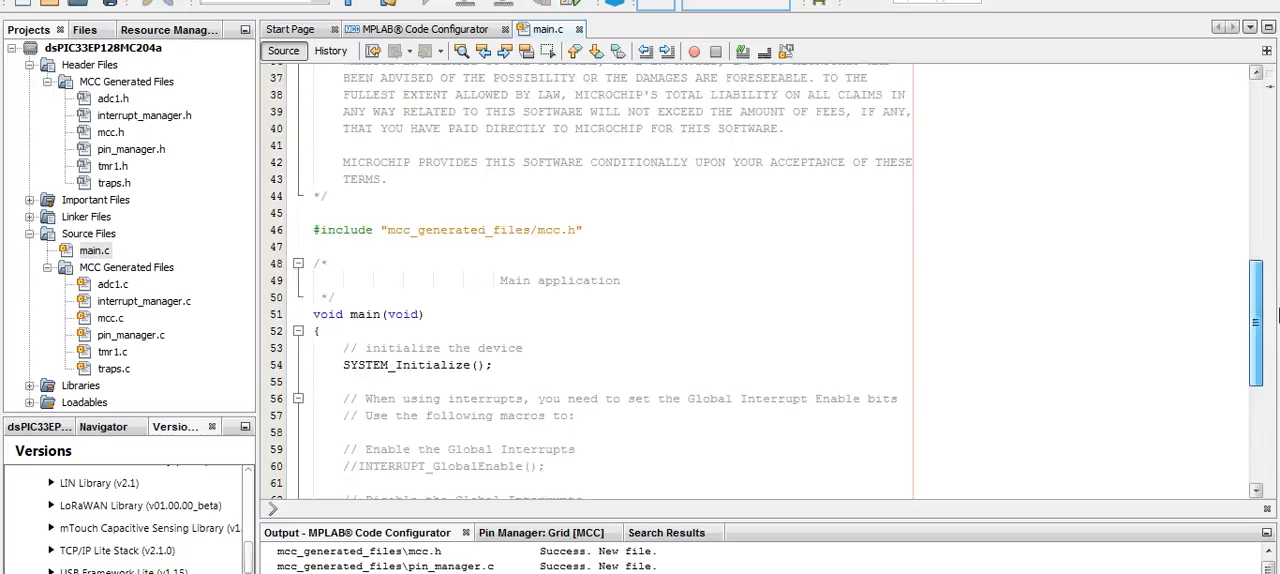 Projects
Files
Resource Manag...
dsPIC33EP128MC204a
Header Files
MCC Generated Files
adc1.h
interrupt_manager.h
mcc.h
pin_manager.h
tmr1.h
traps.h
Important Files
Linker Files
Source Files
main.c
MCC Generated Files
adc1.c
interrupt_manager.c
mcc.c
pin_manager.c
tmr1.c
traps.c
Libraries
Loadables
dsPIC33EP...
Navigator
Versio...
Versions
LIN Library (v2.1)
LoRaWAN Library (v01.00.00_beta)
mTouch Capacitive Sensing Library (v1
TCP/IP Lite Stack (v2.1.0)
USB Framework Lite (v1.15)
Start Page
MPLAB® Code Configurator
main.c
Source
History
37 BEEN ADVISED OF THE POSSIBILITY OR THE DAMAGES ARE FORESEEABLE. TO THE
38 FULLEST EXTENT ALLOWED BY LAW, MICROCHIP'S TOTAL LIABILITY ON ALL CLAIMS IN
39 ANY WAY RELATED TO THIS SOFTWARE WILL NOT EXCEED THE AMOUNT OF FEES, IF ANY,
40 THAT YOU HAVE PAID DIRECTLY TO MICROCHIP FOR THIS SOFTWARE.
41
42 MICROCHIP PROVIDES THIS SOFTWARE CONDITIONALLY UPON YOUR ACCEPTANCE OF THESE
43 TERMS.
44 */
45
46 #include "mcc_generated_files/mcc.h"
47
48 /*
49 Main application
50 */
51 void main(void)
52 {
53 // initialize the device
54 SYSTEM_Initialize();
55
56 // When using interrupts, you need to set the Global Interrupt Enable bits
57 // Use the following macros to:
58
59 // Enable the Global Interrupts
60 //INTERRUPT_GlobalEnable();
61
Output - MPLAB® Code Configurator
Pin Manager: Grid [MCC]
Search Results
mcc_generated_files\mcc.h Success. New file.
mcc_generated_files\pin_manager.c Success. New file.